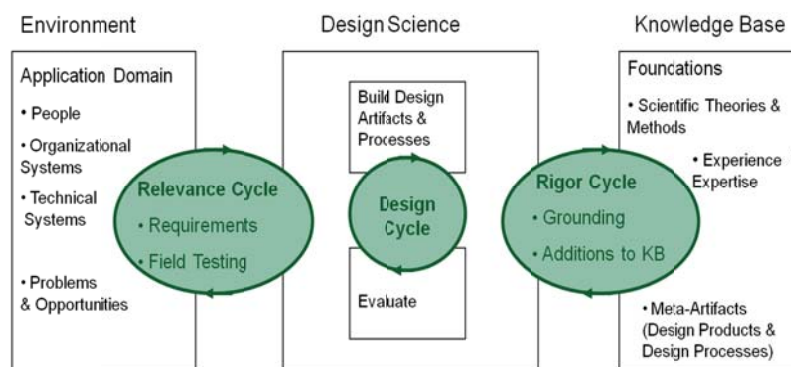 Environment
Design Science
Knowledge Base
Application Domain
• People
• Organizational
Systems
• Technical
Systems
• Problems
& Opportunities
Relevance Cycle
• Requirements
• Field Testing
Build Design
Artifacts &
Processes
Design
Cycle
Evaluate
Rigor Cycle
• Grounding
• Additions to KB
Foundations
• Scientific Theories &
Methods
• Experience
Expertise
• Meta-Artifacts
(Design Products &
Design Processes)